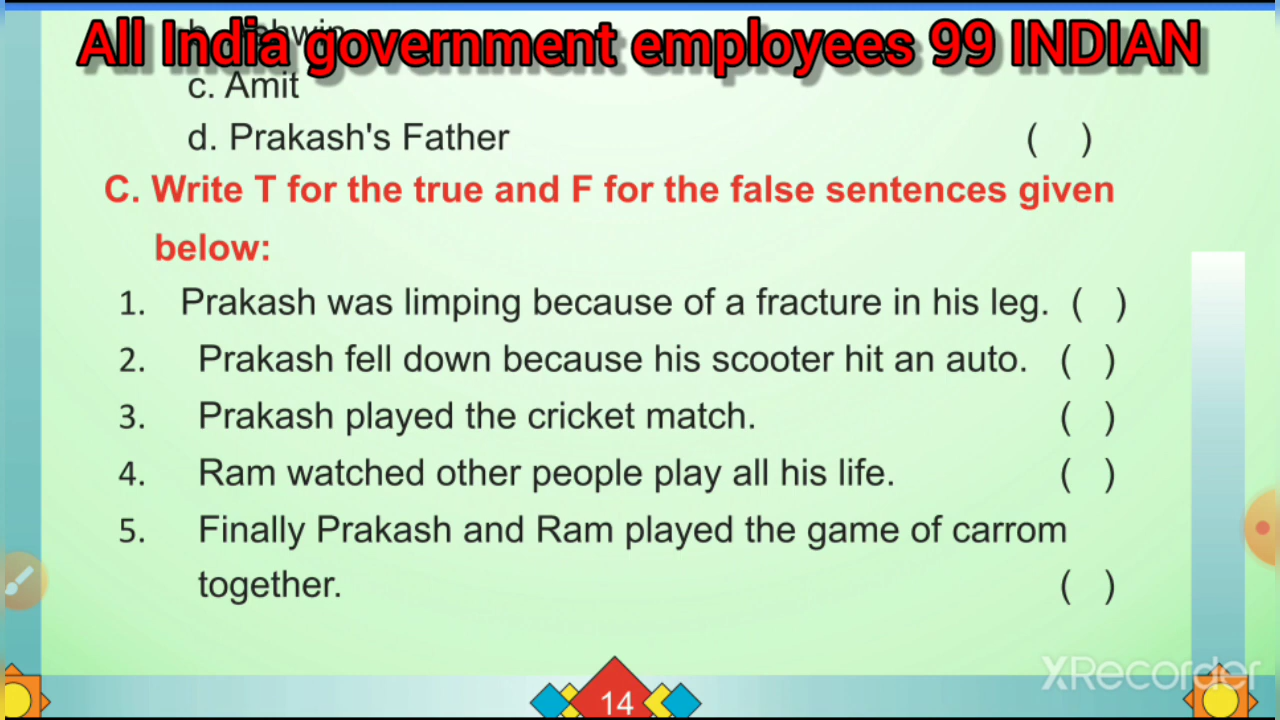 All India government employees 99 INDIAN
c. Amit
d. Prakash's Father ( )
C. Write T for the true and F for the false sentences given
below:
1. Prakash was limping because of a fracture in his leg. ( )
2. Prakash fell down because his scooter hit an auto. ( )
3. Prakash played the cricket match. ( )
4. Ram watched other people play all his life. ( )
5. Finally Prakash and Ram played the game of carrom
together. ( )
14
XRecorder